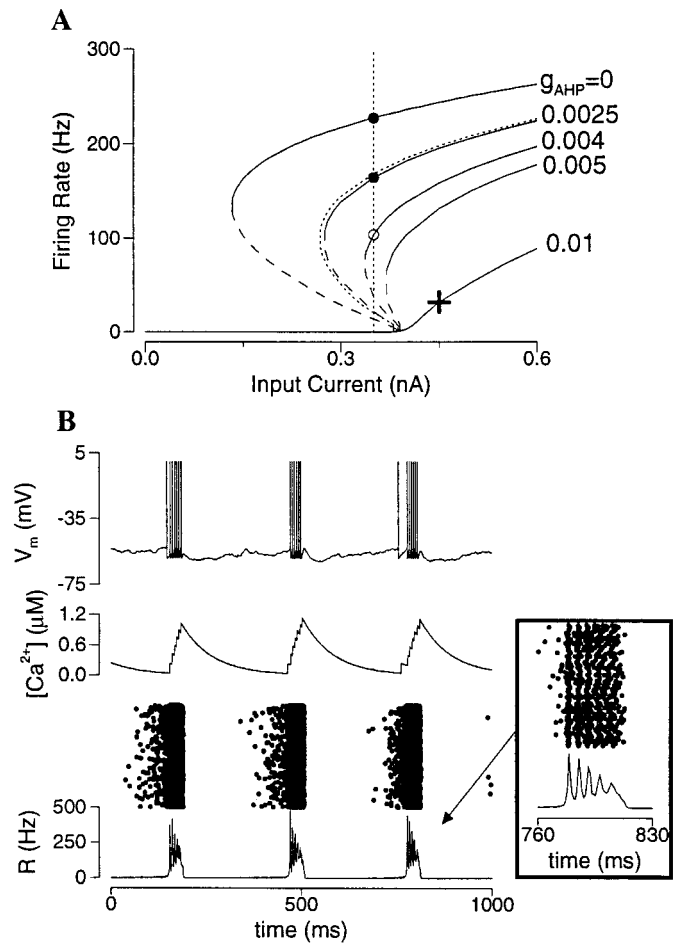 A
300
200
100
0
Firing Rate (Hz)
g_AHP=0
0.0025
0.004
0.005
0.01
0.0
0.3
0.6
Input Current (nA)
B
5
-35
-75
V_m (mV)
1.2
0.6
0.0
[Ca²⁺] (μM)
500
250
0
R (Hz)
0
500
1000
time (ms)
760
830
time (ms)